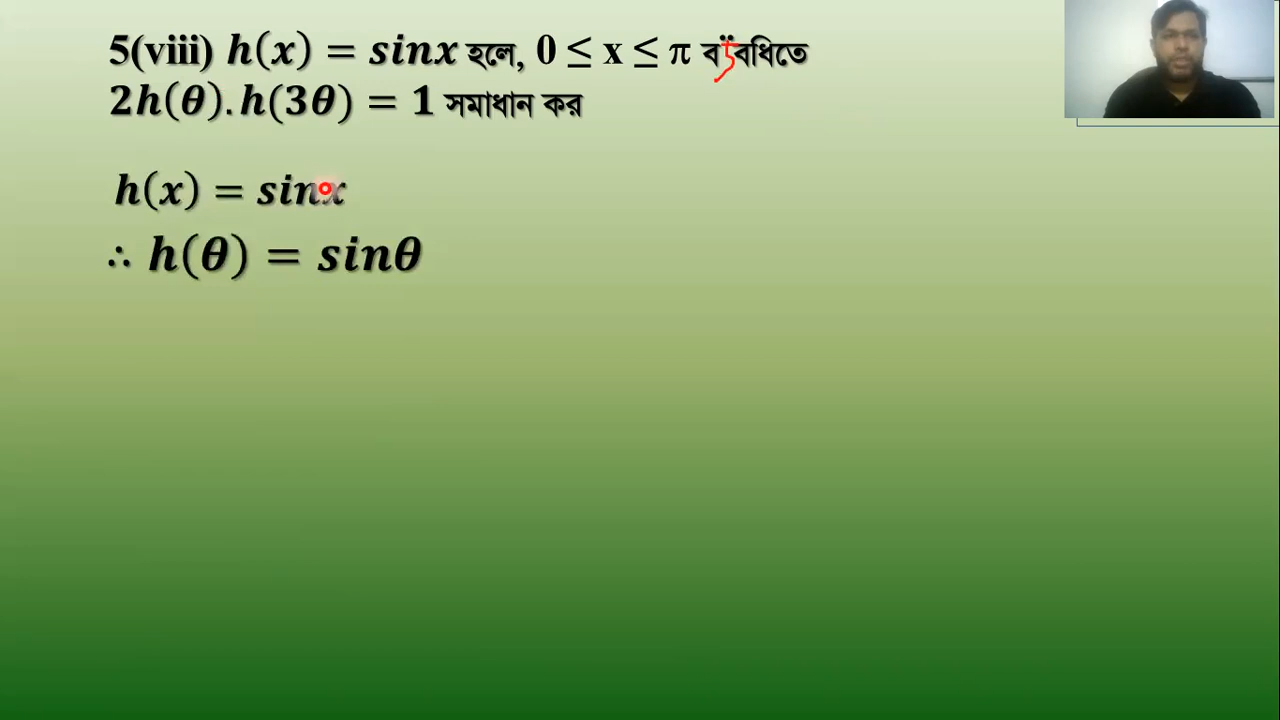 5(viii) h(x) = sinx হলে, 0 ≤ x ≤ π ব্যবধিতে
2h(θ).h(3θ) = 1 সমাধান কর
h(x) = sinx
∴ h(θ) = sinθ